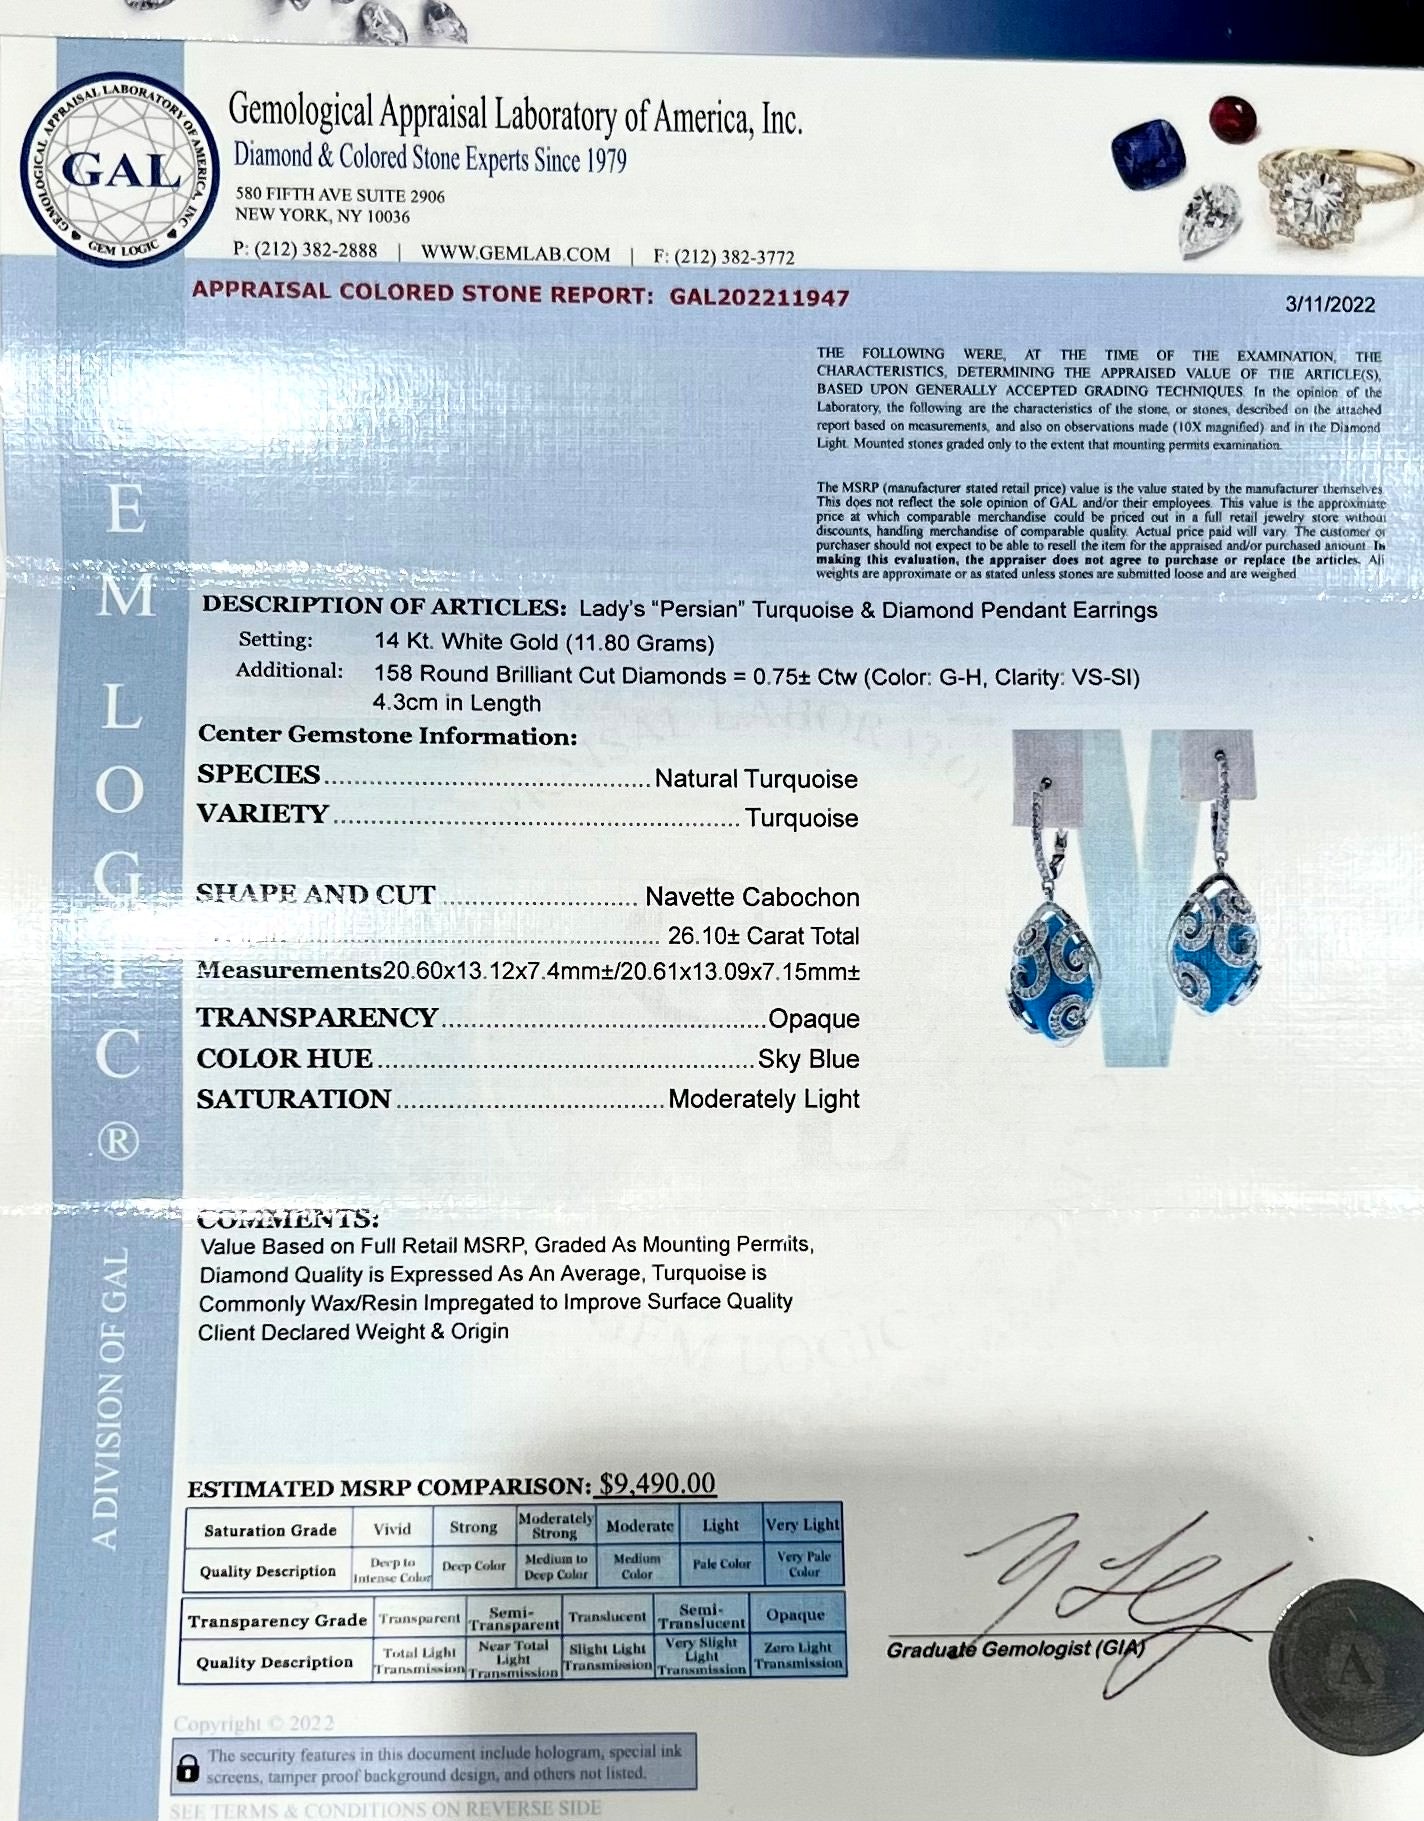 GEMOLOGICAL APPRAISAL LABORATORY OF AMERICA, INC
GAL
GEM LOGIC
Gemological Appraisal Laboratory of America, Inc.
Diamond & Colored Stone Experts Since 1979
580 FIFTH AVE SUITE 2906
NEW YORK, NY 10036
P: (212) 382-2888 | WWW.GEMLAB.COM | F: (212) 382-3772
APPRAISAL COLORED STONE REPORT: GAL202211947
3/11/2022
THE FOLLOWING WERE, AT THE TIME OF THE EXAMINATION, THE
CHARACTERISTICS, DETERMINING THE APPRAISED VALUE OF THE ARTICLE(S),
BASED UPON GENERALLY ACCEPTED GRADING TECHNIQUES. In the opinion of the
Laboratory, the following are the characteristics of the stone, or stones, described on the attached
report based on measurements, and also on observations made (10X magnified) and in the Diamond
Light. Mounted stones graded only to the extent that mounting permits examination.
The MSRP (manufacturer stated retail price) value is the value stated by the manufacturer themselves.
This does not reflect the sole opinion of GAL and/or their employees. This value is the approximate
price at which comparable merchandise could be priced out in a full retail jewelry store without
discounts, handling merchandise of comparable quality. Actual price paid will vary. The customer or
purchaser should not expect to be able to resell the item for the appraised and/or purchased amount. In
making this evaluation, the appraiser does not agree to purchase or replace the articles. All
weights are approximate or as stated unless stones are submitted loose and are weighed
DESCRIPTION OF ARTICLES: Lady's "Persian" Turquoise & Diamond Pendant Earrings
Setting: 14 Kt. White Gold (11.80 Grams)
Additional: 158 Round Brilliant Cut Diamonds = 0.75± Ctw (Color: G-H, Clarity: VS-SI)
4.3cm in Length
Center Gemstone Information:
SPECIES.....................................................Natural Turquoise
VARIETY..................................................................Turquoise
SHAPE AND CUT................................Navette Cabochon
.........................................................26.10± Carat Total
Measurements20.60x13.12x7.4mm±/20.61x13.09x7.15mm±
TRANSPARENCY.....................................................Opaque
COLOR HUE..............................................................Sky Blue
SATURATION............................................Moderately Light
COMMENTS:
Value Based on Full Retail MSRP, Graded As Mounting Permits,
Diamond Quality is Expressed As An Average, Turquoise is
Commonly Wax/Resin Impregated to Improve Surface Quality
Client Declared Weight & Origin
ESTIMATED MSRP COMPARISON: $9,490.00
Saturation Grade Vivid Strong Moderately Strong Moderate Light Very Light
Quality Description Deep to Intense Color Deep Color Medium to Deep Color Medium Color Pale Color Very Pale Color
Transparency Grade Transparent Semi-Transparent Translucent Semi-Translucent Opaque
Quality Description Total Light Transmission Near Total Light Transmission Slight Light Transmission Very Slight Light Transmission Zero Light Transmission
Graduate Gemologist (GIA)
Copyright © 2022
The security features in this document include hologram, special ink
screens, tamper proof background design, and others not listed.
SEE TERMS & CONDITIONS ON REVERSE SIDE
E M L O G I C ®
A DIVISION OF GAL